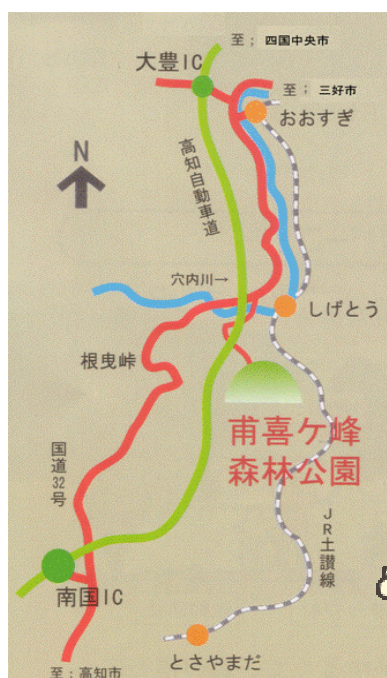 至；四国中央市
大豊IC
至；三好市
おおすぎ
N
高知自動車道
穴内川→
しげとう
根曳峠
甫喜ケ峰
森林公園
国道32号
JR土讃線
南国IC
とさやまだ
至；高知市